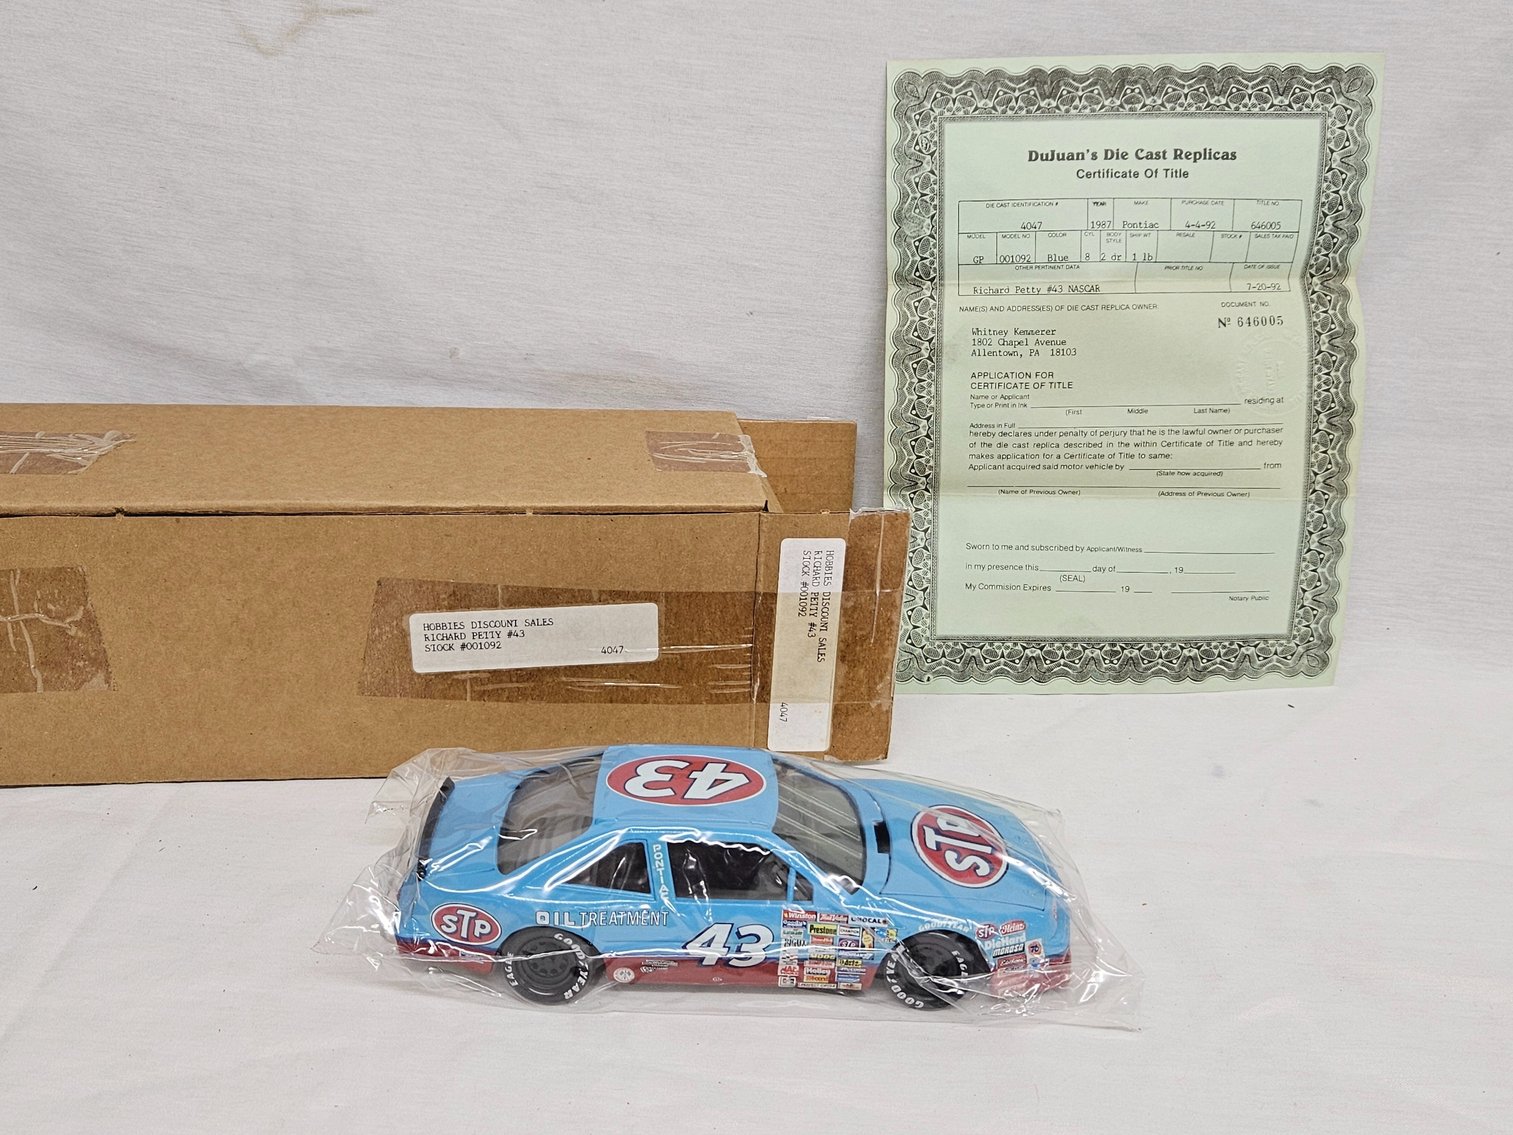 DuJuan's Die Cast Replicas
Certificate Of Title
DIE CAST IDENTIFICATION # YEAR MAKE PURCHASE DATE TITLE NO.
4047 1987 Pontiac 4-4-92 646005
MODEL MODEL NO. COLOR CYL BODY STYLE SHIP WT RESALE STOCK # SALES TAX PAID
GP 001092 Blue 8 2 dr 1 lb
OTHER PERTINENT DATA PRIOR TITLE NO. DATE OF ISSUE
Richard Petty #43 NASCAR 7-20-92
NAME(S) AND ADDRESS(ES) OF DIE CAST REPLICA OWNER: DOCUMENT NO.
Nº 646005
Whitney Kemmerer
1802 Chapel Avenue
Allentown, PA 18103
APPLICATION FOR
CERTIFICATE OF TITLE
Name or Applicant
Type or Print in Ink residing at
(First Middle Last Name)
Address in Full
hereby declares under penalty of perjury that he is the lawful owner or purchaser
of the die cast replica described in the within Certificate of Title and hereby
makes application for a Certificate of Title to same:
Applicant acquired said motor vehicle by from
(State how acquired)
(Name of Previous Owner) (Address of Previous Owner)
Sworn to me and subscribed by Applicant/Witness
in my presence this day of , 19
(SEAL)
My Commision Expires 19
Notary Public
HOBBIES DISCOUNT SALES
RICHARD PETTY #43
STOCK #001092
4047
HOBBIES DISCOUNT SALES
RICHARD PETTY #43
STOCK #001092
4047
43
STP
PONTIAC
STP
OIL TREATMENT
43
Winston
UNOCAL
Prestone
CHAMPION
STP
Holley
GOODYEAR
EAGLE
GOODYEAR
EAGLE
GOODYEAR
STP
Heinz
DieHard
MOROSO
76